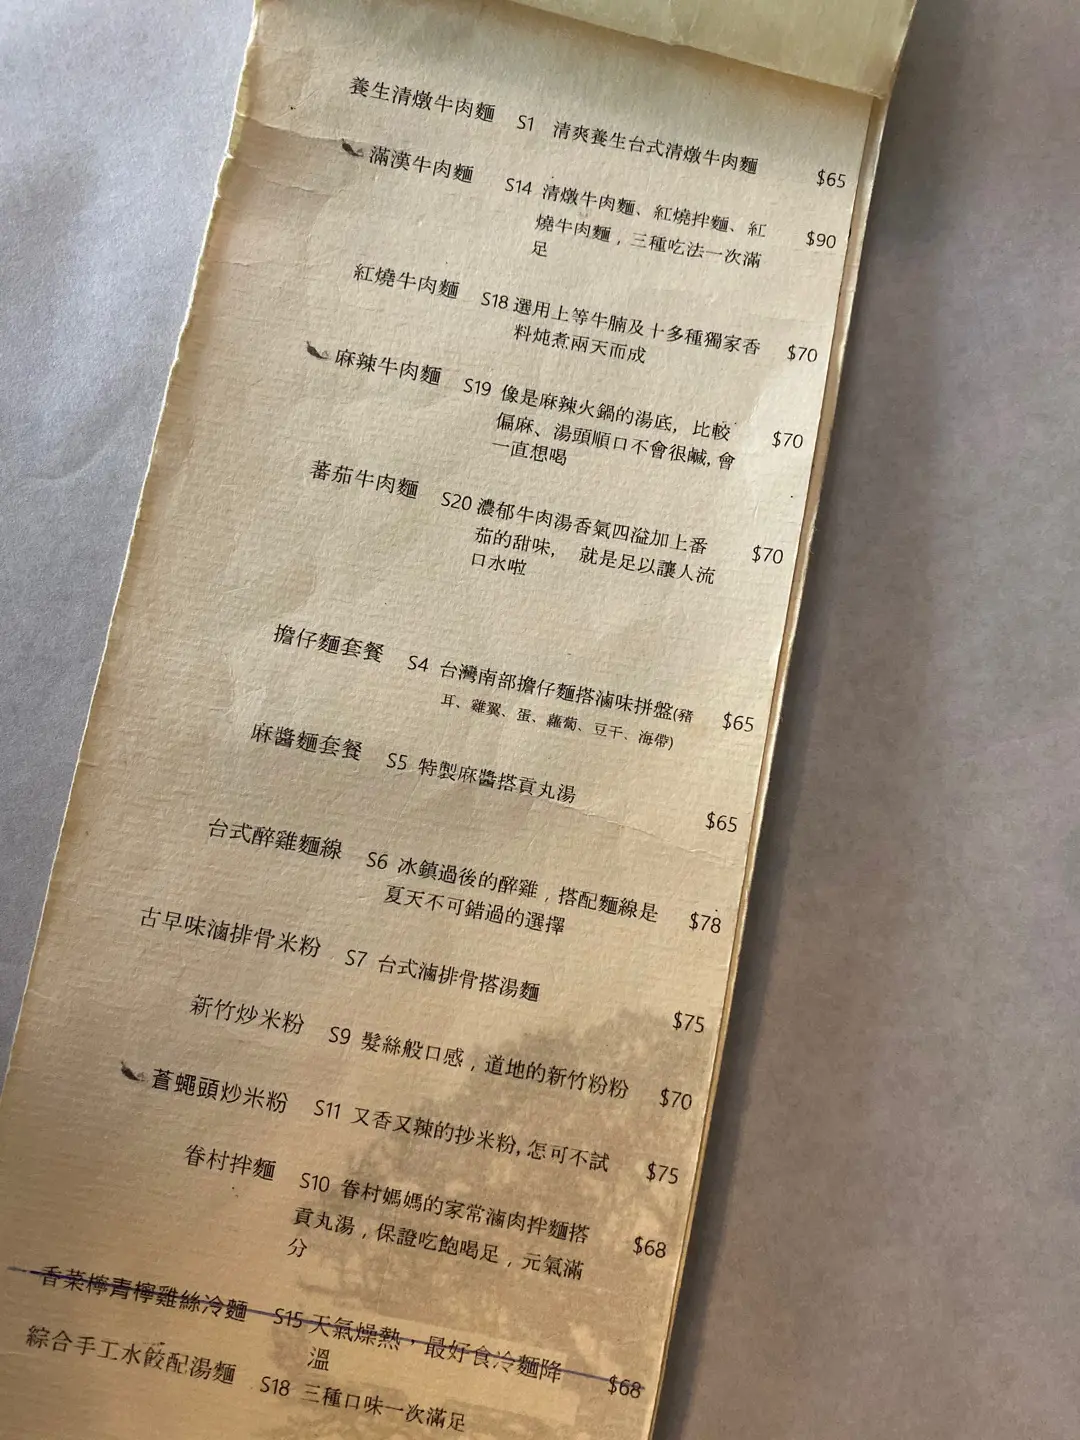 養生清燉牛肉麵 S1 清爽養生台式清燉牛肉麵 $65
滿漢牛肉麵 S14 清燉牛肉麵、紅燒拌麵、紅 $90
燒牛肉麵，三種吃法一次滿
足
紅燒牛肉麵 S18 選用上等牛腩及十多種獨家香 $70
料炖煮兩天而成
麻辣牛肉麵 S19 像是麻辣火鍋的湯底，比較 $70
偏麻、湯頭順口不會很鹹,會
一直想喝
蕃茄牛肉麵 S20 濃郁牛肉湯香氣四溢加上番 $70
茄的甜味， 就是足以讓人流
口水啦
擔仔麵套餐 S4 台灣南部擔仔麵搭滷味拼盤(豬 $65
耳、雞翼、蛋、蘿蔔、豆干、海帶)
麻醬麵套餐 S5 特製麻醬搭貢丸湯 $65
台式醉雞麵線 S6 冰鎮過後的醉雞，搭配麵線是 $78
夏天不可錯過的選擇
古早味滷排骨米粉 S7 台式滷排骨搭湯麵 $75
新竹炒米粉 S9 髮絲般口感，道地的新竹粉粉 $70
蒼蠅頭炒米粉 S11 又香又辣的抄米粉,怎可不試 $75
眷村拌麵 S10 眷村媽媽的家常滷肉拌麵搭 $68
貢丸湯，保證吃飽喝足，元氣滿
分
香菜檸青檸雞絲冷麵 S15 天氣燥熱，最好食冷麵降 $68
溫
綜合手工水餃配湯麵 S18 三種口味一次滿足